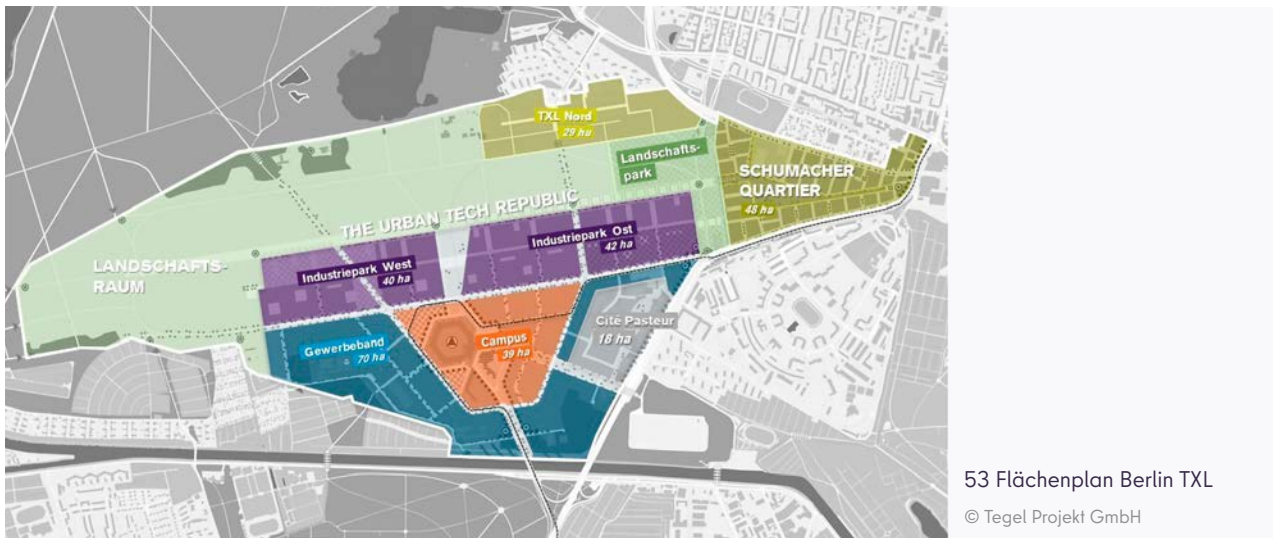 TXL Nord
29 ha
Landschafts-
park
SCHUMACHER
QUARTIER
48 ha
THE URBAN TECH REPUBLIC
Industriepark Ost
42 ha
LANDSCHAFTS-
RAUM
Industriepark West
40 ha
Cité Pasteur
18 ha
Gewerbeband
70 ha
Campus
39 ha
53 Flächenplan Berlin TXL
© Tegel Projekt GmbH